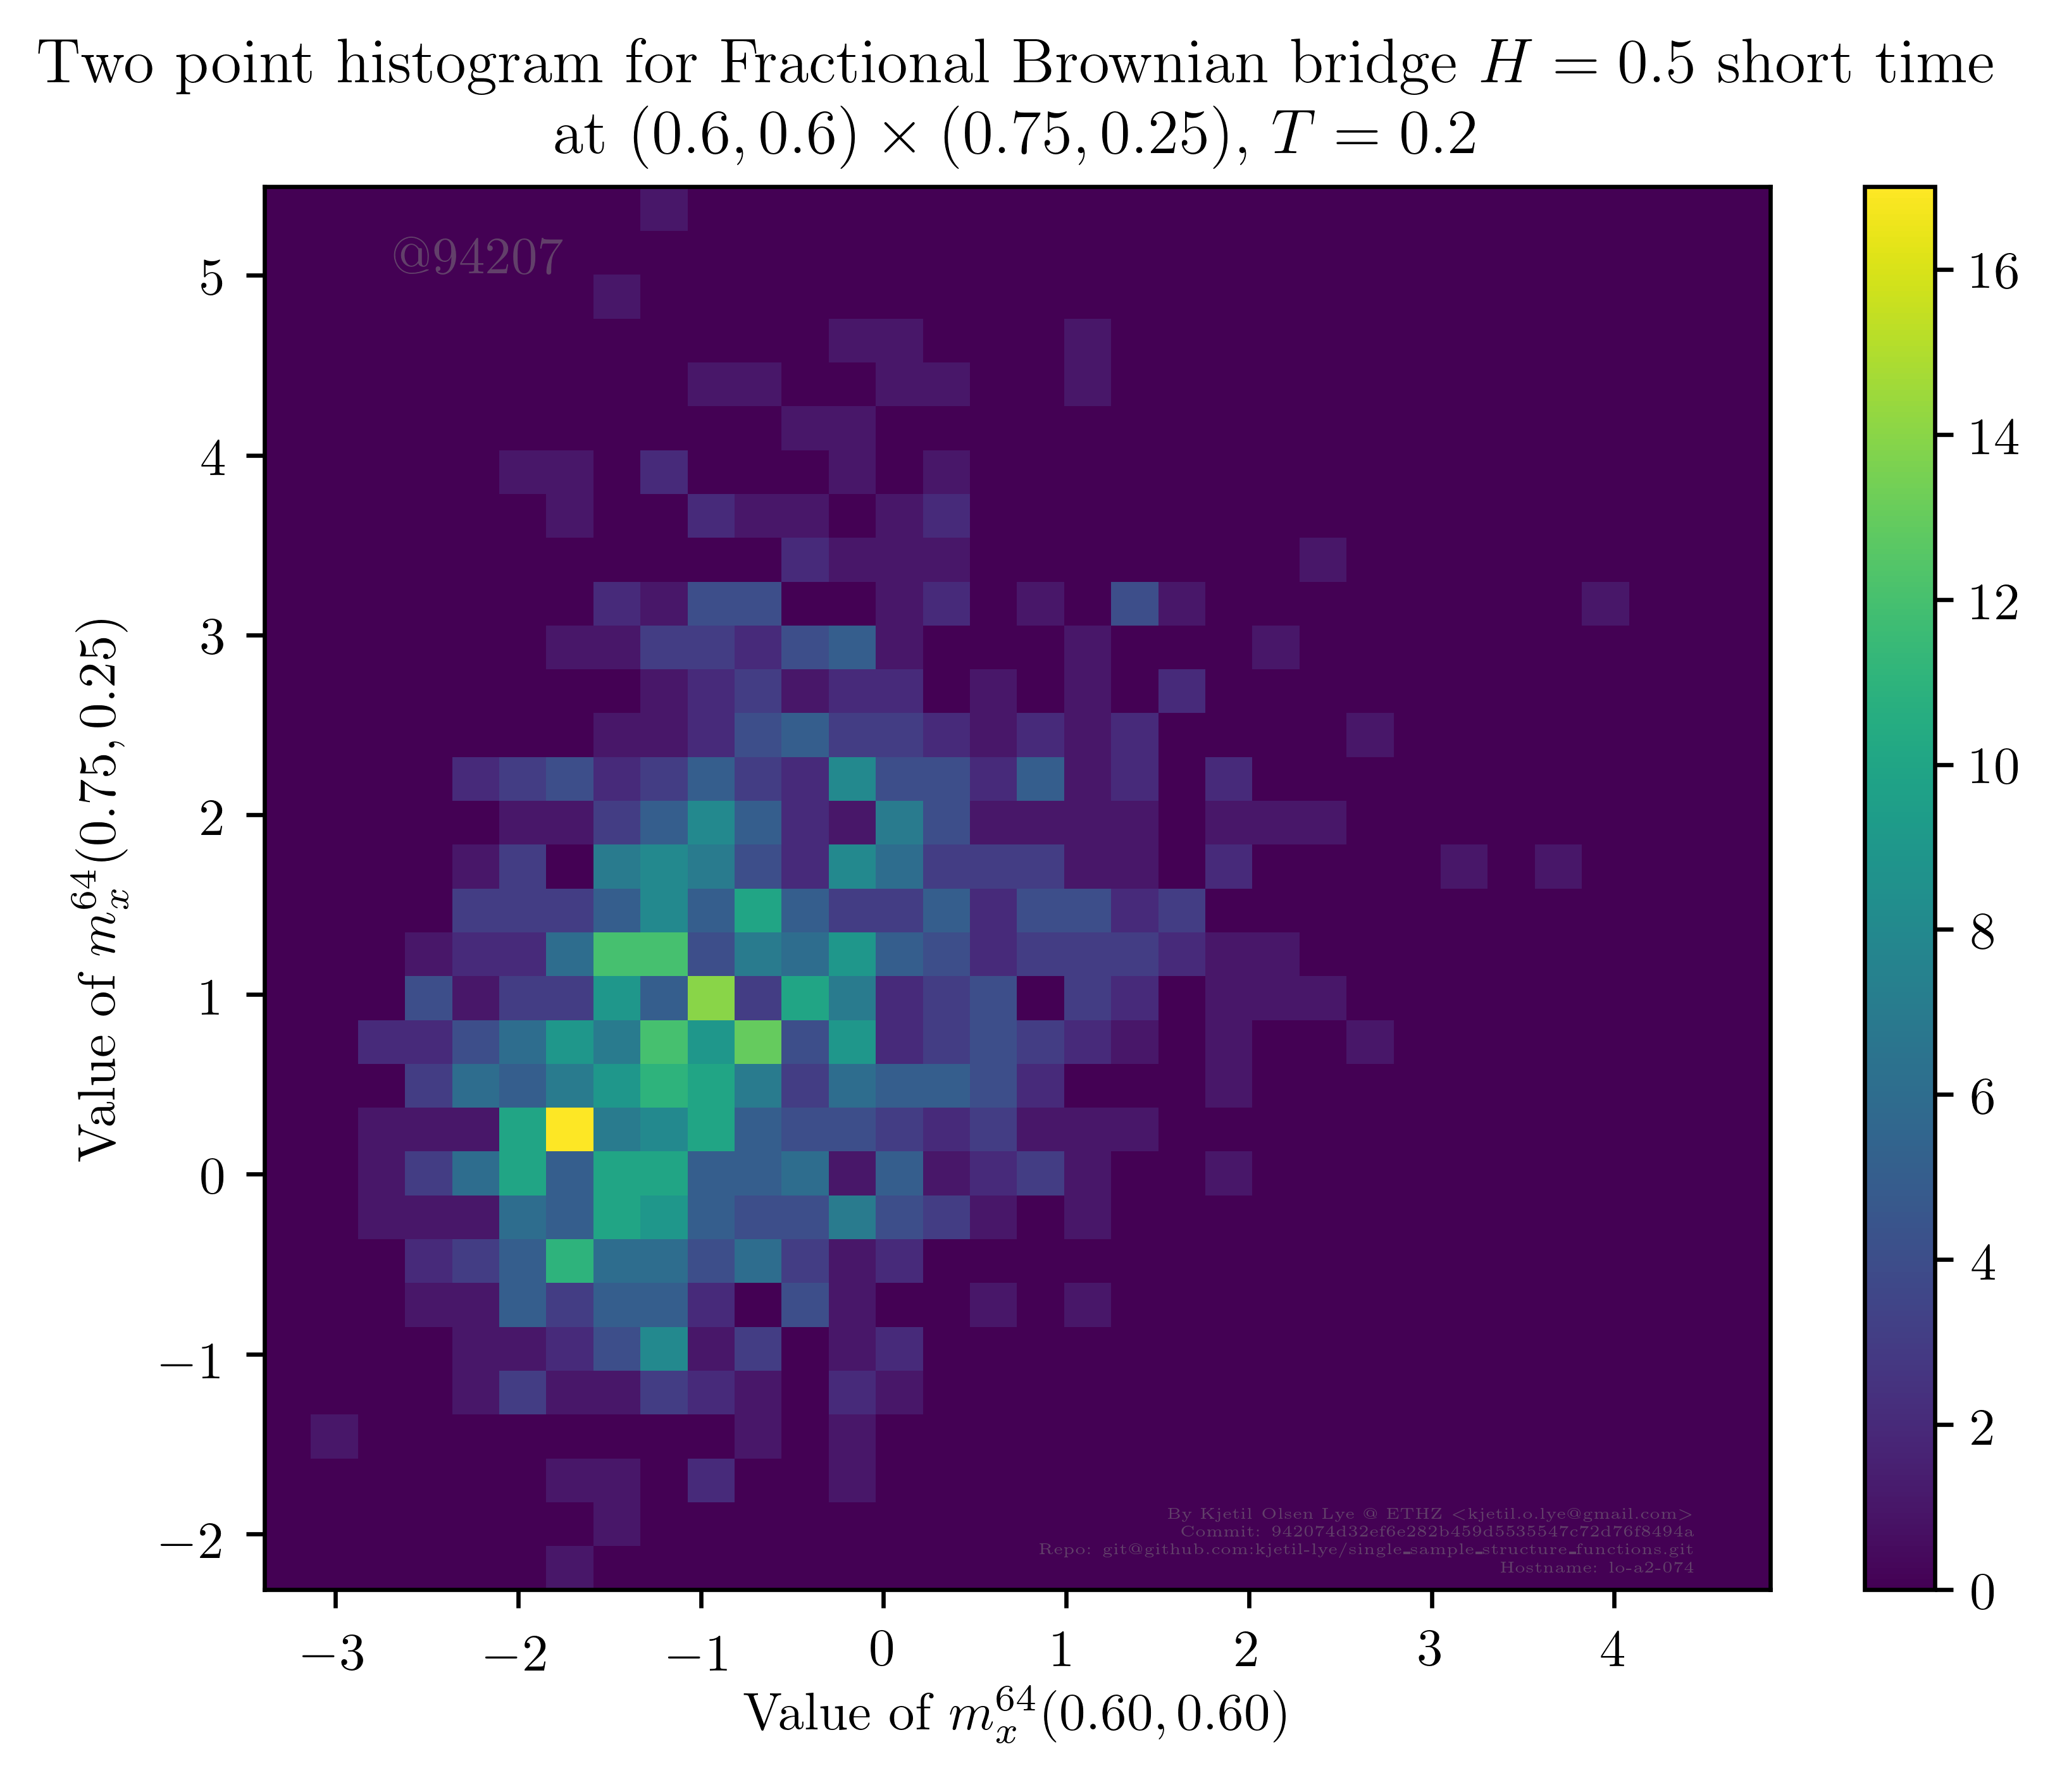 Two point histogram for Fractional Brownian bridge H = 0.5 short time
at (0.6, 0.6) × (0.75, 0.25), T = 0.2
@94207
5
4
3
2
1
0
−1
−2
Value of m_x^{64}(0.75, 0.25)
−3 −2 −1 0 1 2 3 4
Value of m_x^{64}(0.60, 0.60)
16
14
12
10
8
6
4
2
0
By Kjetil Olsen Lye @ ETHZ <kjetil.o.lye@gmail.com>
Commit: 942074d32ef6e282b459d5535547c72d76f8494a
Repo: git@github.com:kjetil-lye/single_sample_structure_functions.git
Hostname: lo-a2-074